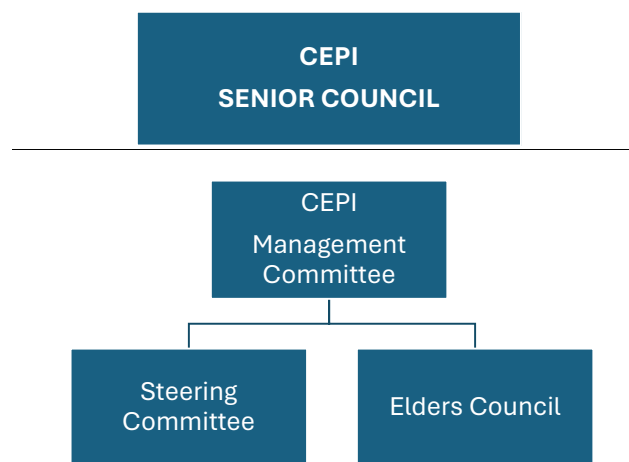 CEPI
SENIOR COUNCIL
CEPI
Management
Committee
Steering
Committee
Elders Council